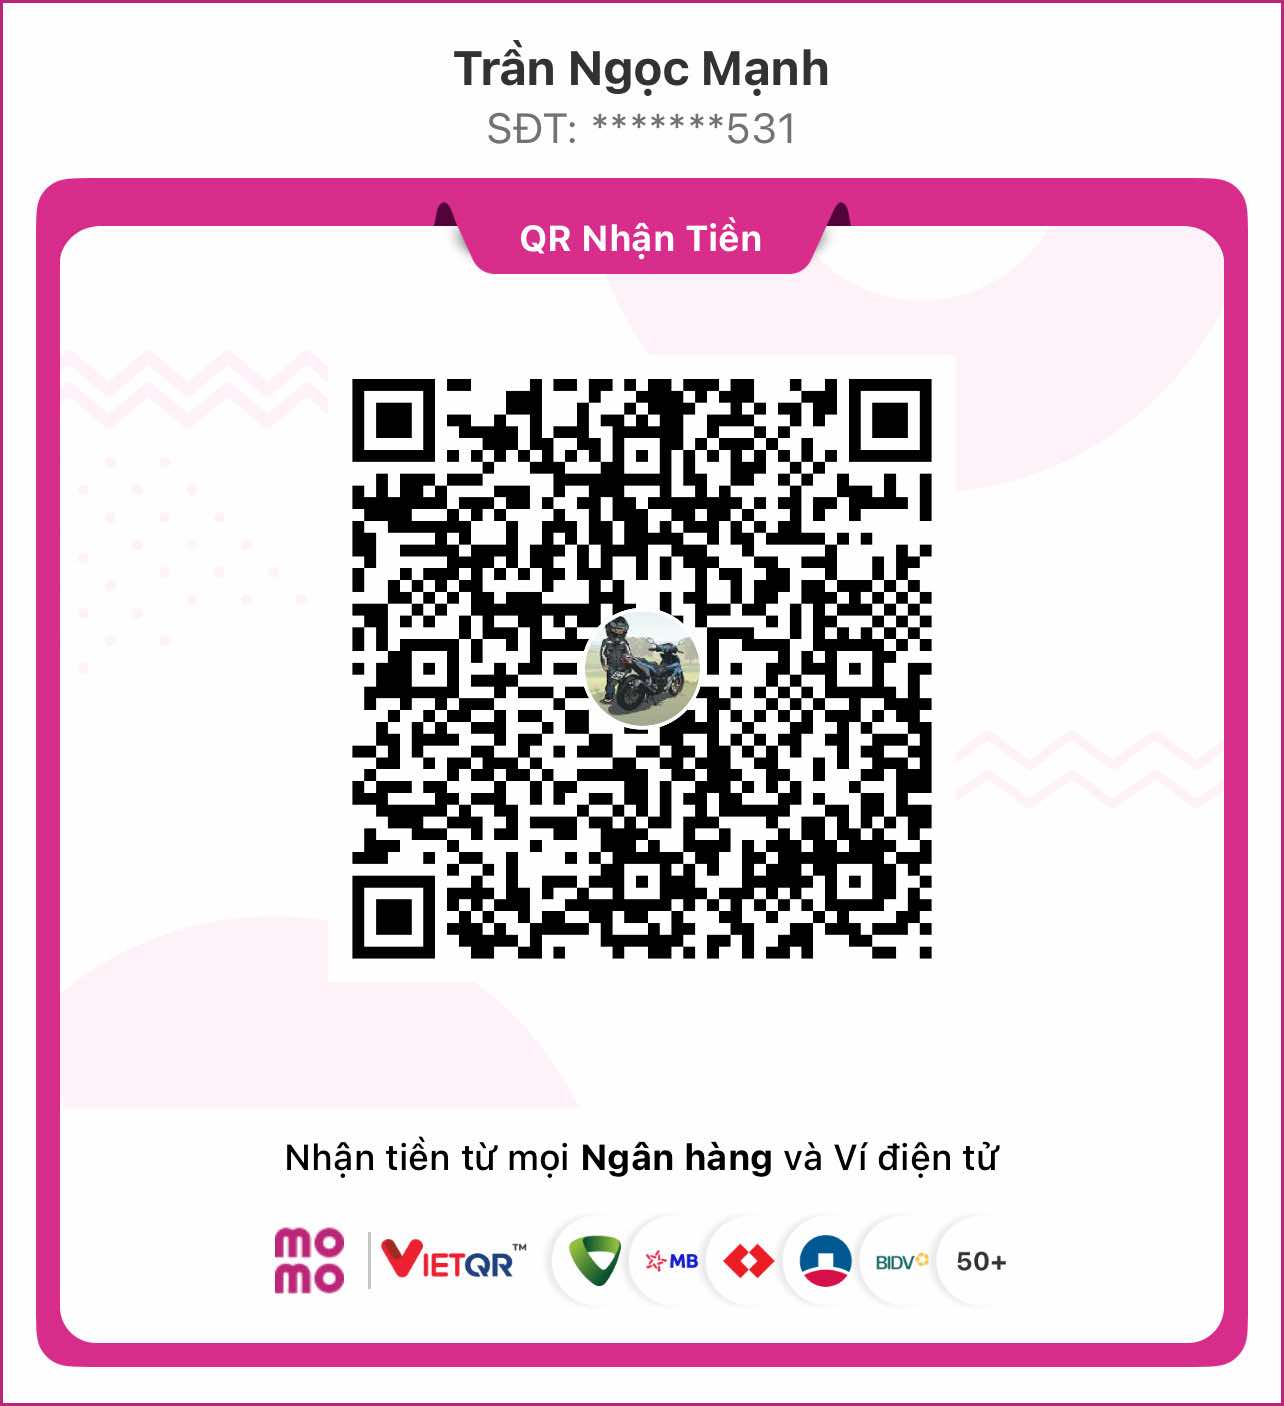 Trần Ngọc Mạnh
SĐT: *******531
QR Nhận Tiền
Nhận tiền từ mọi Ngân hàng và Ví điện tử
mo
mo
VIETQR™
MB
BIDV
50+